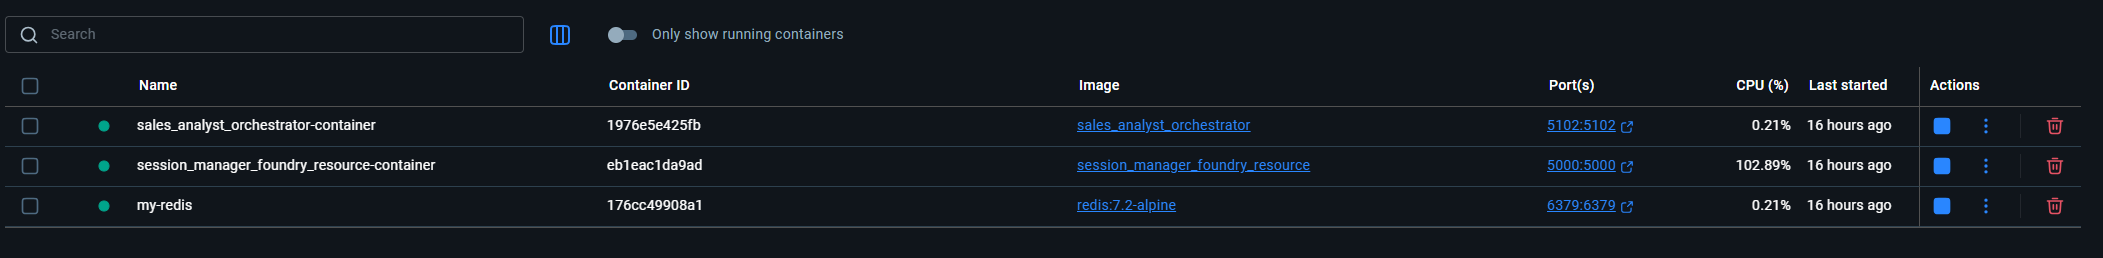 Search Only show running containers
Name Container ID Image Port(s) CPU (%) Last started Actions
sales_analyst_orchestrator-container 1976e5e425fb sales_analyst_orchestrator 5102:5102 0.21% 16 hours ago
session_manager_foundry_resource-container eb1eac1da9ad session_manager_foundry_resource 5000:5000 102.89% 16 hours ago
my-redis 176cc49908a1 redis:7.2-alpine 6379:6379 0.21% 16 hours ago